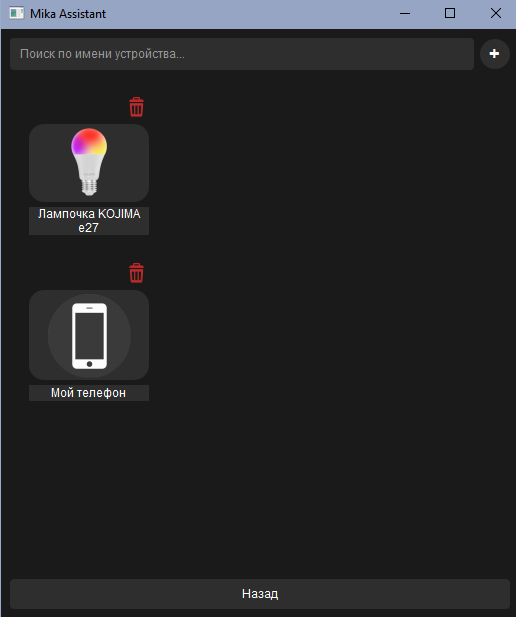 Mika Assistant
Поиск по имени устройства...
Лампочка KOJIMA
e27
Мой телефон
Назад